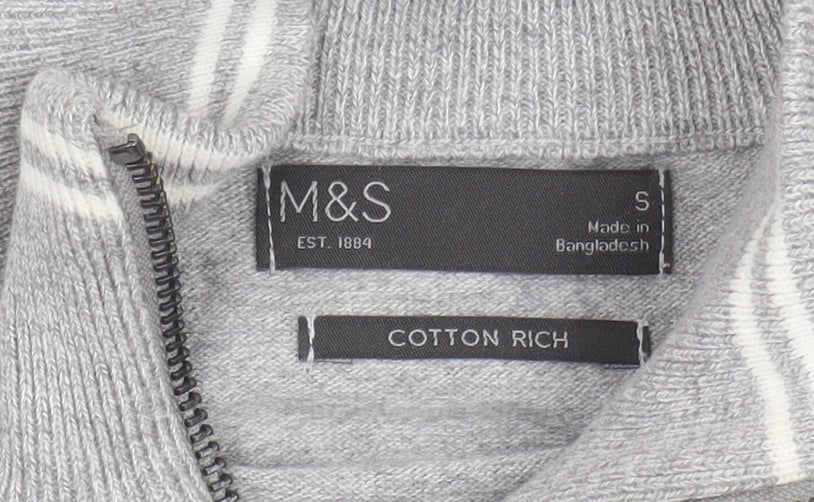 M&S
EST. 1884
S
Made in
Bangladesh
COTTON RICH